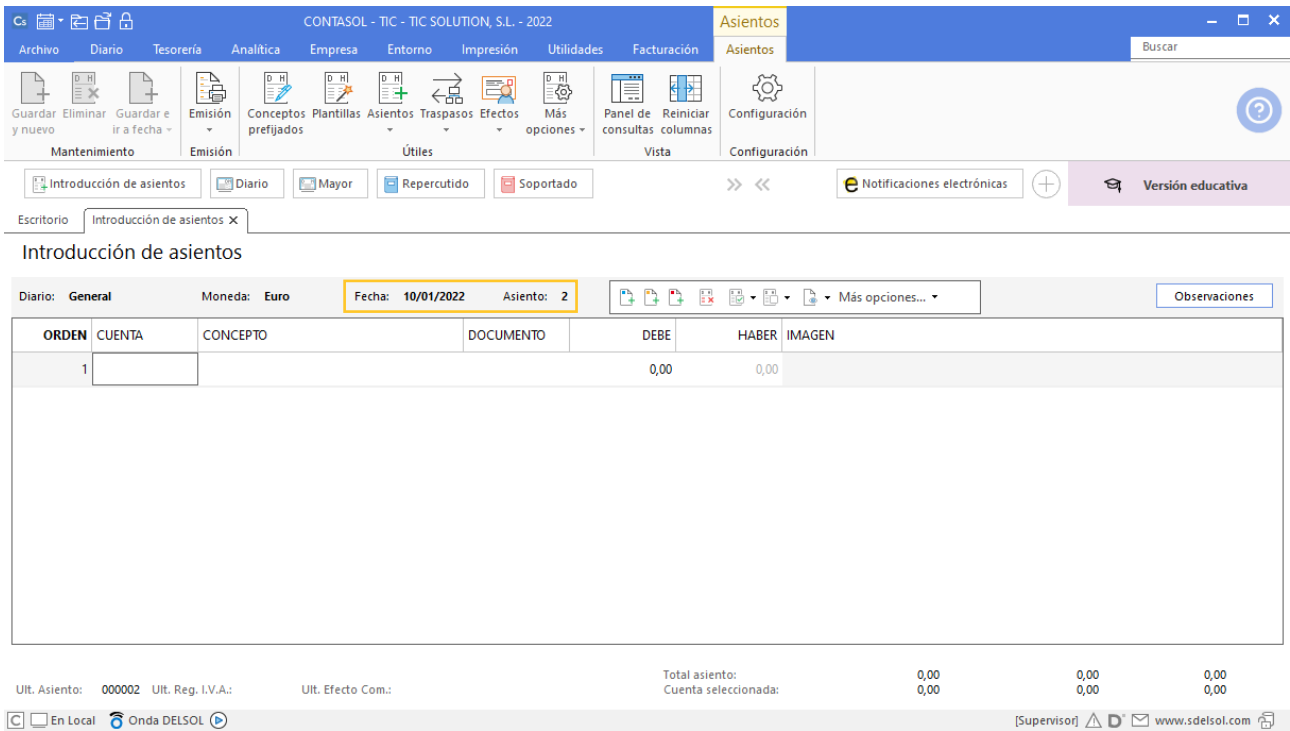 Cs CONTASOL - TIC - TIC SOLUTION, S.L. - 2022 Asientos
Archivo Diario Tesorería Analítica Empresa Entorno Impresión Utilidades Facturación Asientos Buscar
Guardar y nuevo Eliminar Guardar e ir a fecha Emisión Conceptos prefijados Plantillas Asientos Traspasos Efectos Más opciones Panel de consultas Reiniciar columnas Configuración
Mantenimiento Emisión Útiles Vista Configuración
Introducción de asientos Diario Mayor Repercutido Soportado Notificaciones electrónicas Versión educativa
Escritorio Introducción de asientos
Introducción de asientos
Diario: General Moneda: Euro Fecha: 10/01/2022 Asiento: 2 Más opciones... Observaciones
ORDEN CUENTA CONCEPTO DOCUMENTO DEBE HABER IMAGEN
1 0,00 0,00
Total asiento: 0,00 0,00 0,00
Ult. Asiento: 000002 Ult. Reg. I.V.A.: Ult. Efecto Com.: Cuenta seleccionada: 0,00 0,00 0,00
C En Local Onda DELSOL [Supervisor] D www.sdelsol.com